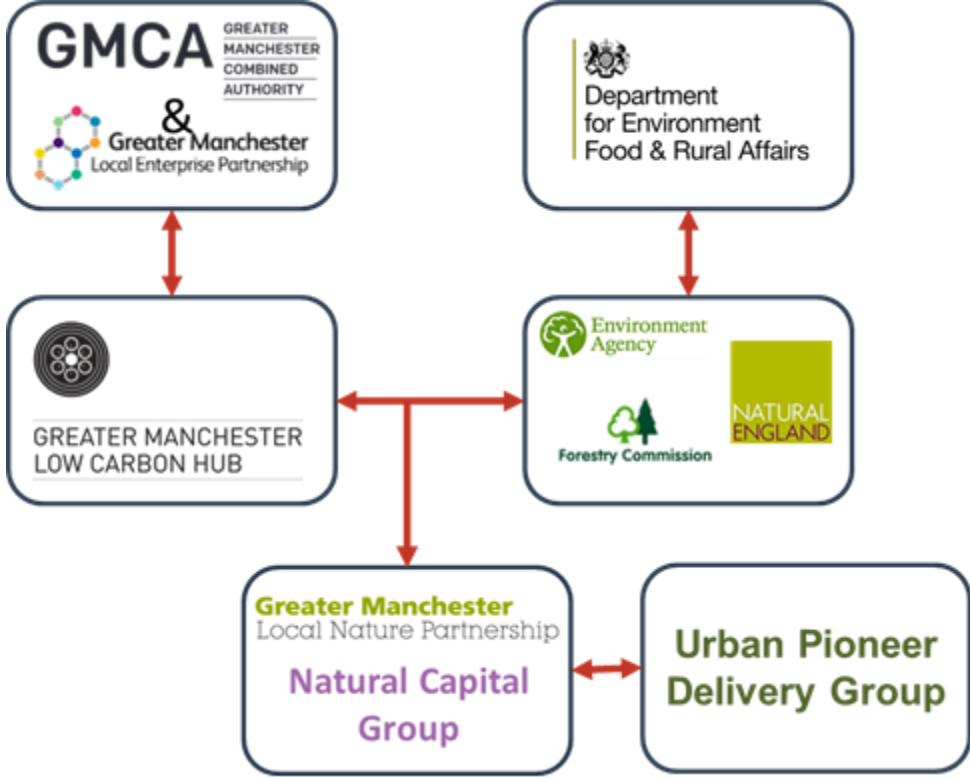 GMCA
GREATER
MANCHESTER
COMBINED
AUTHORITY
&
Greater Manchester
Local Enterprise Partnership
Department
for Environment
Food & Rural Affairs
GREATER MANCHESTER
LOW CARBON HUB
Environment
Agency
Forestry Commission
NATURAL
ENGLAND
Greater Manchester
Local Nature Partnership
Natural Capital
Group
Urban Pioneer
Delivery Group